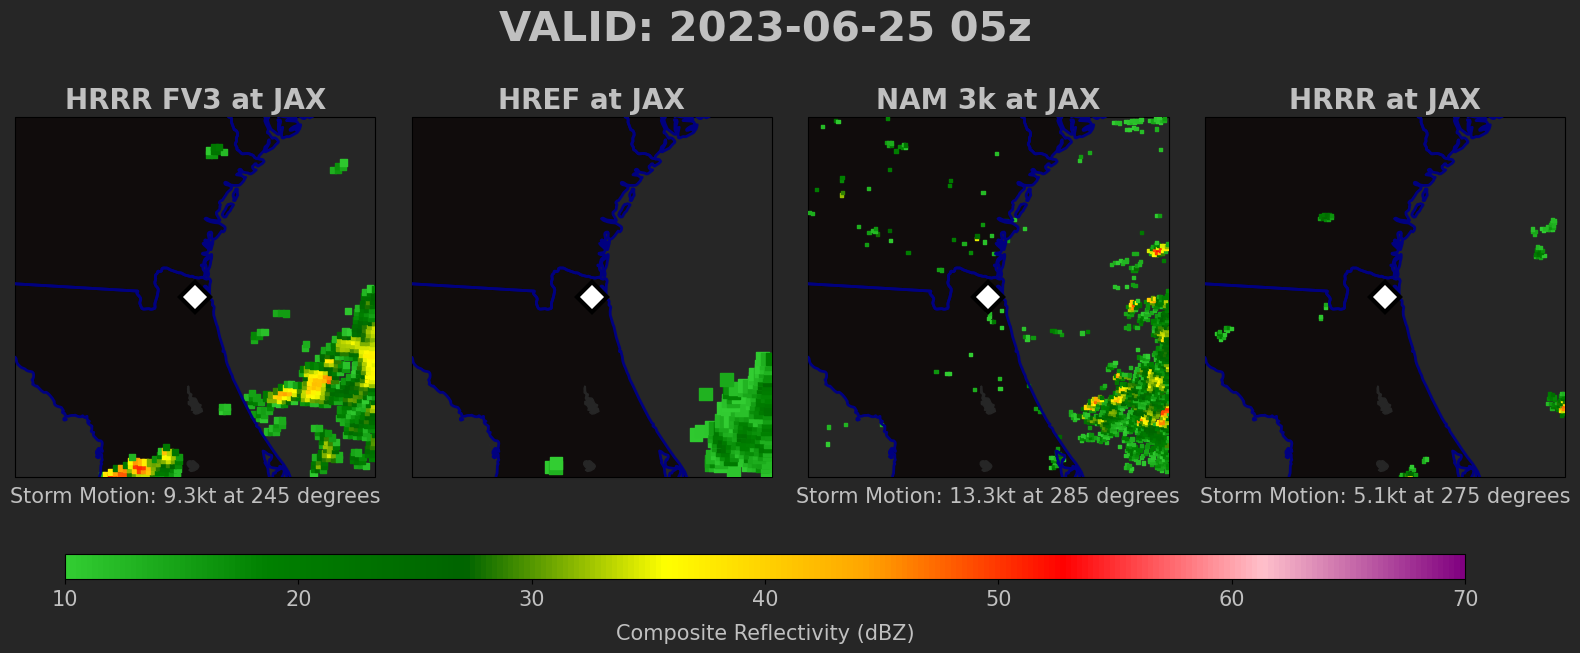 VALID: 2023-06-25 05z
HRRR FV3 at JAX
HREF at JAX
NAM 3k at JAX
HRRR at JAX
Storm Motion: 9.3kt at 245 degrees
Storm Motion: 13.3kt at 285 degrees
Storm Motion: 5.1kt at 275 degrees
10 20 30 40 50 60 70
Composite Reflectivity (dBZ)